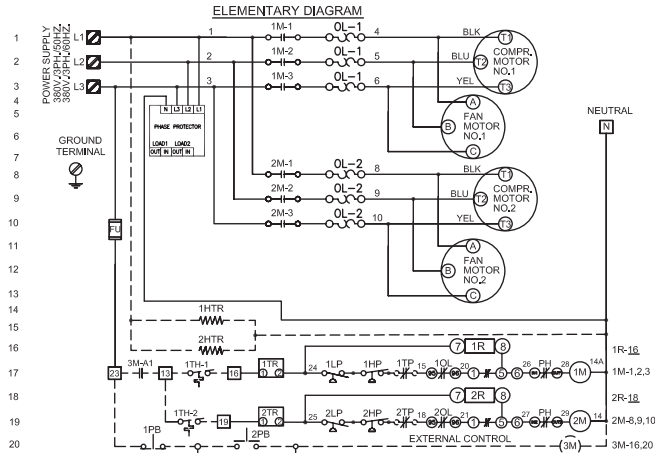 ELEMENTARY DIAGRAM
POWER SUPPLY
380V./3PH./50HZ.
380V./3PH./60HZ.
1 L1 1 1M-1 OL-1 4 BLK T1
COMPR. MOTOR NO.1
2 L2 2 1M-2 OL-1 5 BLU T2
3 L3 3 1M-3 OL-1 6 YEL T3
4 N L3 L2 L1 A
NEUTRAL
N
5
PHASE PROTECTOR
6 B FAN MOTOR NO.1
GROUND TERMINAL
LOAD1 LOAD2
OUT IN OUT IN
7 C
8 2M-1 OL-2 8 BLK T1
9 2M-2 OL-2 9 BLU T2
COMPR. MOTOR NO.2
10 FU 2M-3 OL-2 10 YEL T3
11 A
12 B FAN MOTOR NO.2
13 C
14 1HTR
15
2HTR
16 7 1R 8 1R-16
17 23 3M-A1 13 1TH-1 16 1TR 1 2 24 1LP 1HP 1TP 15 1OL 20 1 5 6 26 PH 28 1M 14A 1M-1,2,3
18 7 2R 8 2R-18
19 1TH-2 19 2TR 1 2 25 2LP 2HP 2TP 18 2OL 21 1 5 6 27 PH 29 2M 14 2M-8,9,10
20 1PB 2PB EXTERNAL CONTROL 3M 3M-16,20